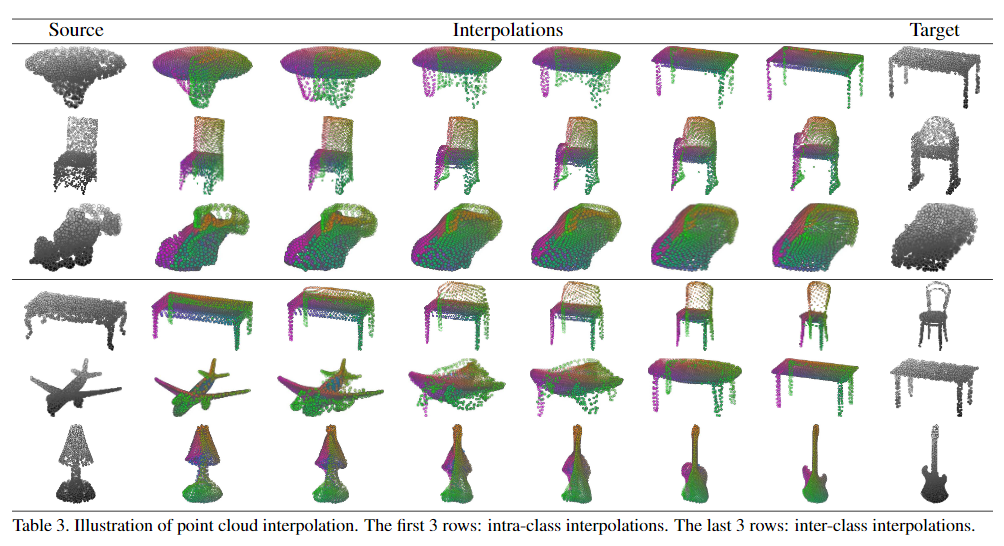 Source Interpolations Target
Table 3. Illustration of point cloud interpolation. The first 3 rows: intra-class interpolations. The last 3 rows: inter-class interpolations.